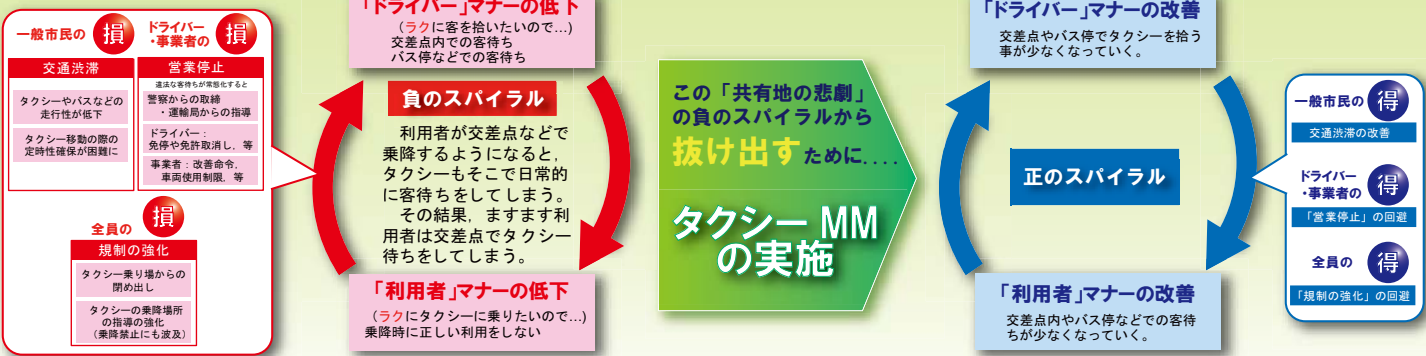 一般市民の 損
ドライバー
・事業者の 損
交通渋滞
タクシーやバスなどの
走行性が低下
タクシー移動の際の
定時性確保が困難に
営業停止
違法な客待ちが常態化すると
警察からの取締
・運輸局からの指導
ドライバー：
免停や免許取消し，等
事業者：改善命令，
車両使用制限，等
全員の 損
規制の強化
タクシー乗り場からの
閉め出し
タクシーの乗降場所
の指導の強化
（乗降禁止にも波及）
「ドライバー」マナーの低下
（ラクに客を拾いたいので…）
交差点内での客待ち
バス停などでの客待ち
負のスパイラル
利用者が交差点などで
乗降するようになると，
タクシーもそこで日常的
に客待ちをしてしまう。
その結果，ますます利
用者は交差点でタクシー
待ちをしてしまう。
「利用者」マナーの低下
（ラクにタクシーに乗りたいので…）
乗降時に正しい利用をしない
この「共有地の悲劇」
の負のスパイラルから
抜け出すために....
タクシー MM
の実施
「ドライバー」マナーの改善
交差点やバス停でタクシーを拾う
事が少なくなっていく。
正のスパイラル
「利用者」マナーの改善
交差点内やバス停などでの客待
ちが少なくなっていく。
一般市民の 得
交通渋滞の改善
ドライバー
・事業者の 得
「営業停止」の回避
全員の 得
「規制の強化」の回避